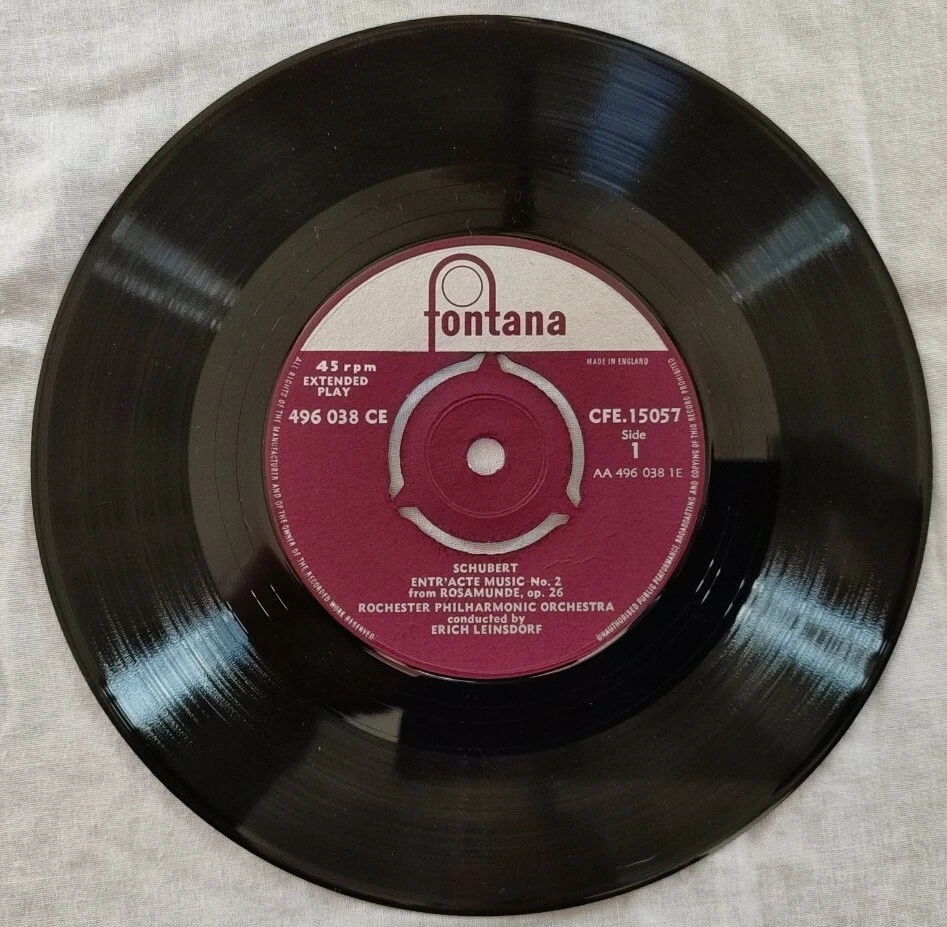 fontana
45 rpm
EXTENDED
PLAY
MADE IN ENGLAND
496 038 CE
CFE.15057
Side
1
AA 496 038 1E
SCHUBERT
ENTR'ACTE MUSIC No. 2
from ROSAMUNDE, op. 26
ROCHESTER PHILHARMONIC ORCHESTRA
conducted by
ERICH LEINSDORF
ALL RIGHTS OF THE MANUFACTURER AND OF THE OWNER OF THE RECORDED WORK RESERVED
UNAUTHORISED PUBLIC PERFORMANCE, BROADCASTING AND COPYING OF THIS RECORD PROHIBITED